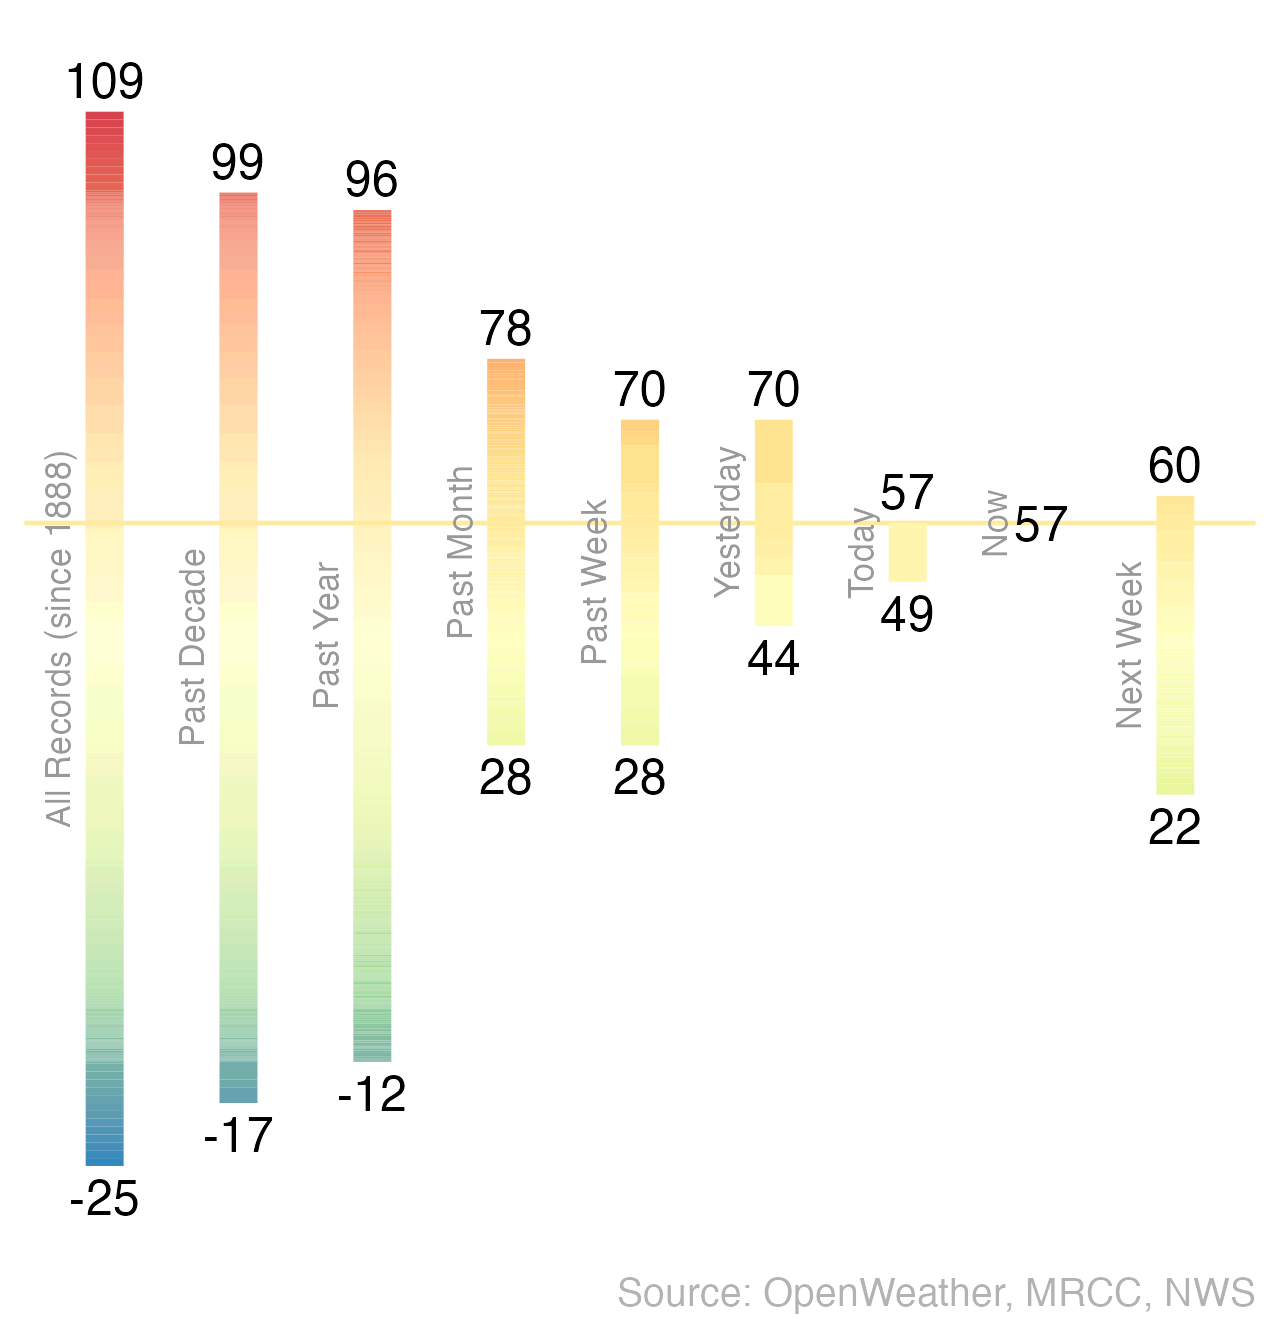 109
All Records (since 1888)
-25
99
Past Decade
-17
96
Past Year
-12
78
Past Month
28
70
Past Week
28
70
Yesterday
44
57
Today
49
Now
57
60
Next Week
22
Source: OpenWeather, MRCC, NWS